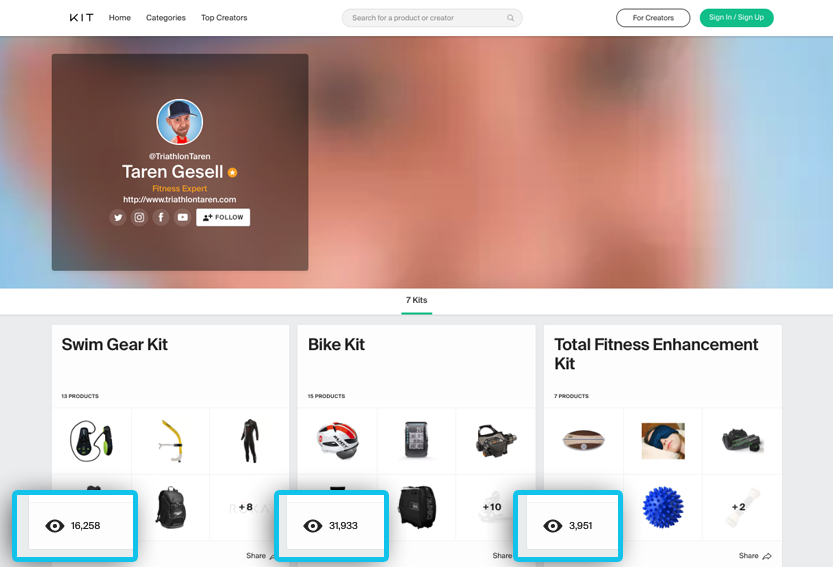 KIT Home Categories Top Creators Search for a product or creator For Creators Sign In / Sign Up
@TriathlonTaren
Taren Gesell
Fitness Expert
http://www.triathlontaren.com
FOLLOW
7 Kits
Swim Gear Kit
13 PRODUCTS
+8
16,258
Share
Bike Kit
15 PRODUCTS
+10
31,933
Share
Total Fitness Enhancement
Kit
7 PRODUCTS
+2
3,951
Share